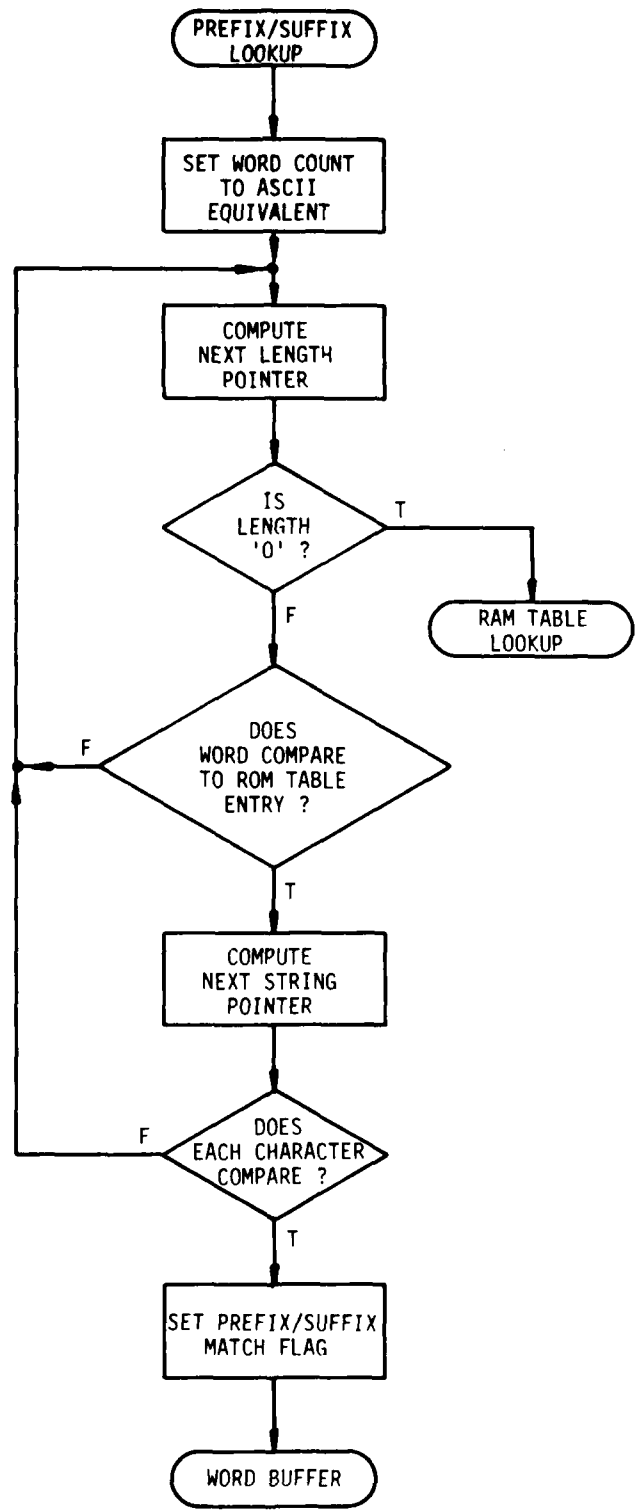 PREFIX/SUFFIX
LOOKUP
SET WORD COUNT
TO ASCII
EQUIVALENT
COMPUTE
NEXT LENGTH
POINTER
IS
LENGTH
'0' ?
T
F
RAM TABLE
LOOKUP
DOES
WORD COMPARE
TO ROM TABLE
ENTRY ?
F
T
COMPUTE
NEXT STRING
POINTER
DOES
EACH CHARACTER
COMPARE ?
F
T
SET PREFIX/SUFFIX
MATCH FLAG
WORD BUFFER